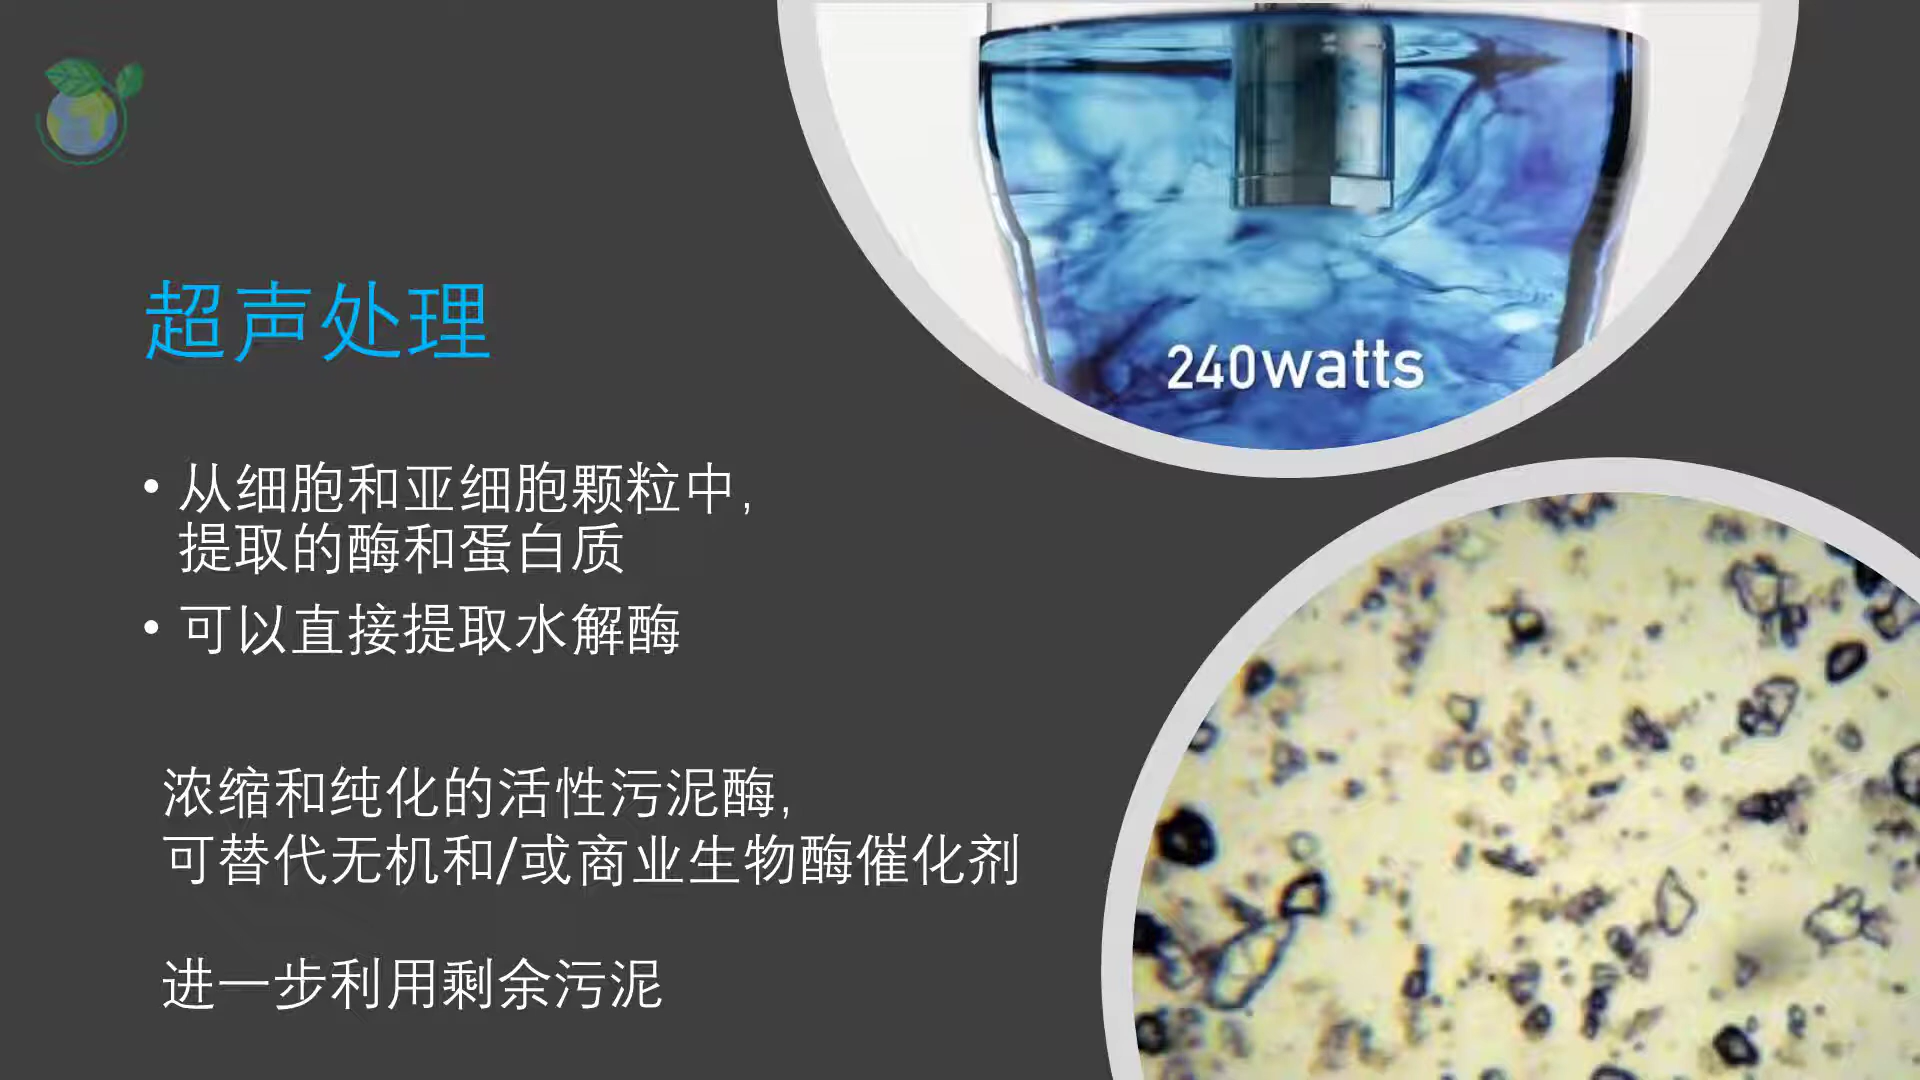 超声处理
240watts
• 从细胞和亚细胞颗粒中,
提取的酶和蛋白质
• 可以直接提取水解酶
浓缩和纯化的活性污泥酶,
可替代无机和/或商业生物酶催化剂
进一步利用剩余污泥